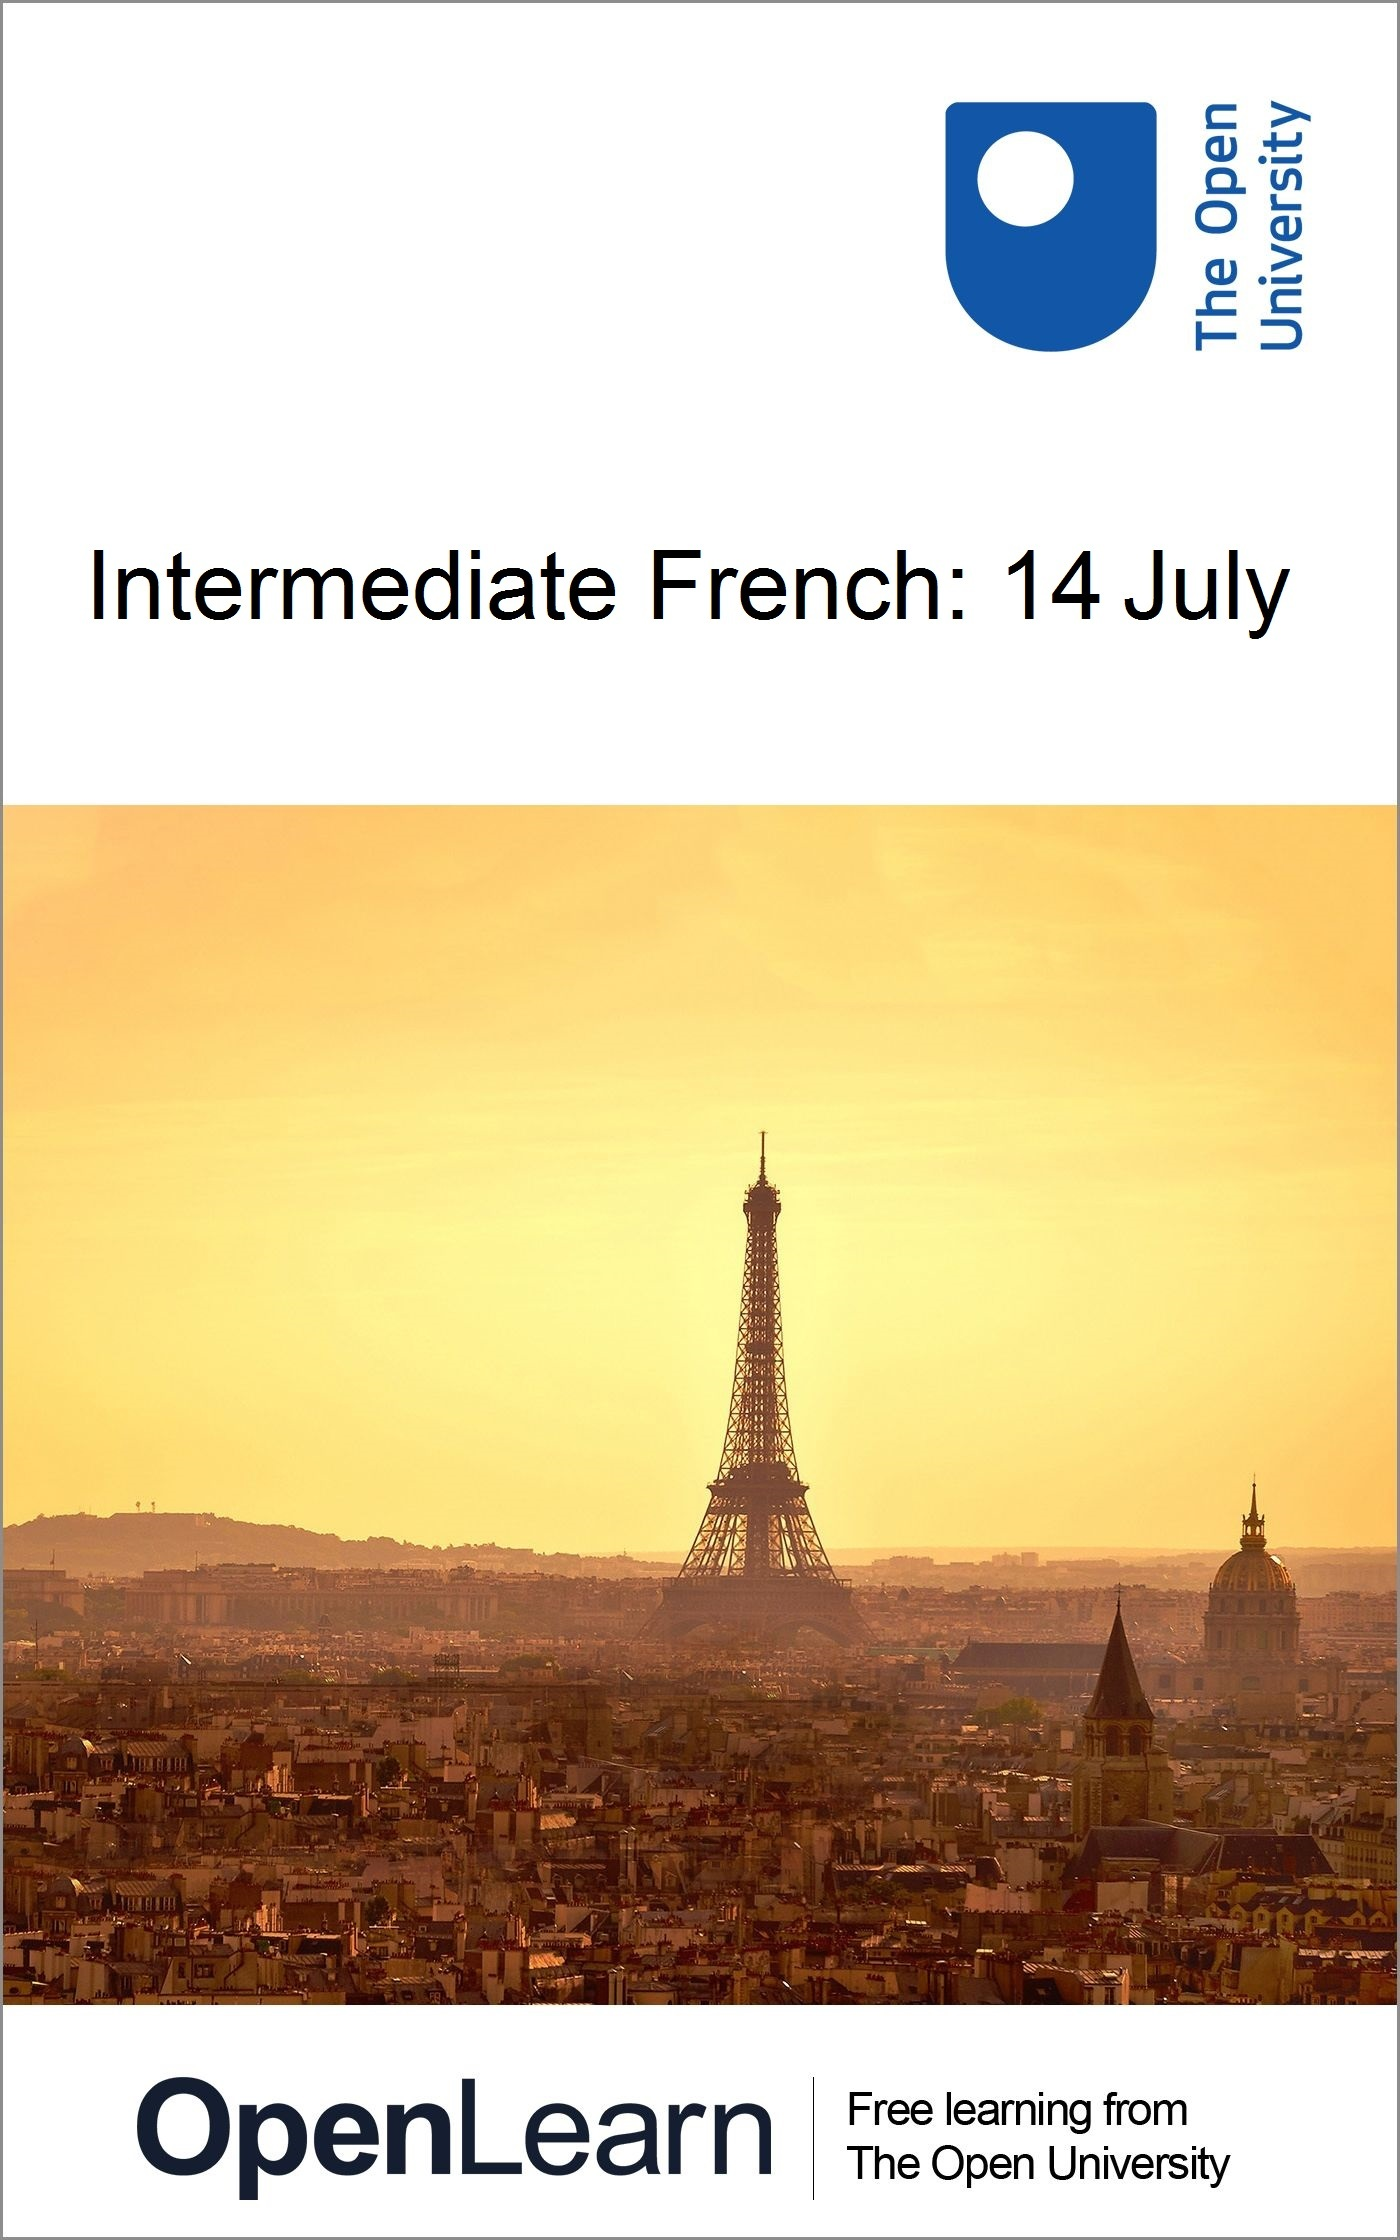 The Open
University
Intermediate French: 14 July
OpenLearn
Free learning from
The Open University